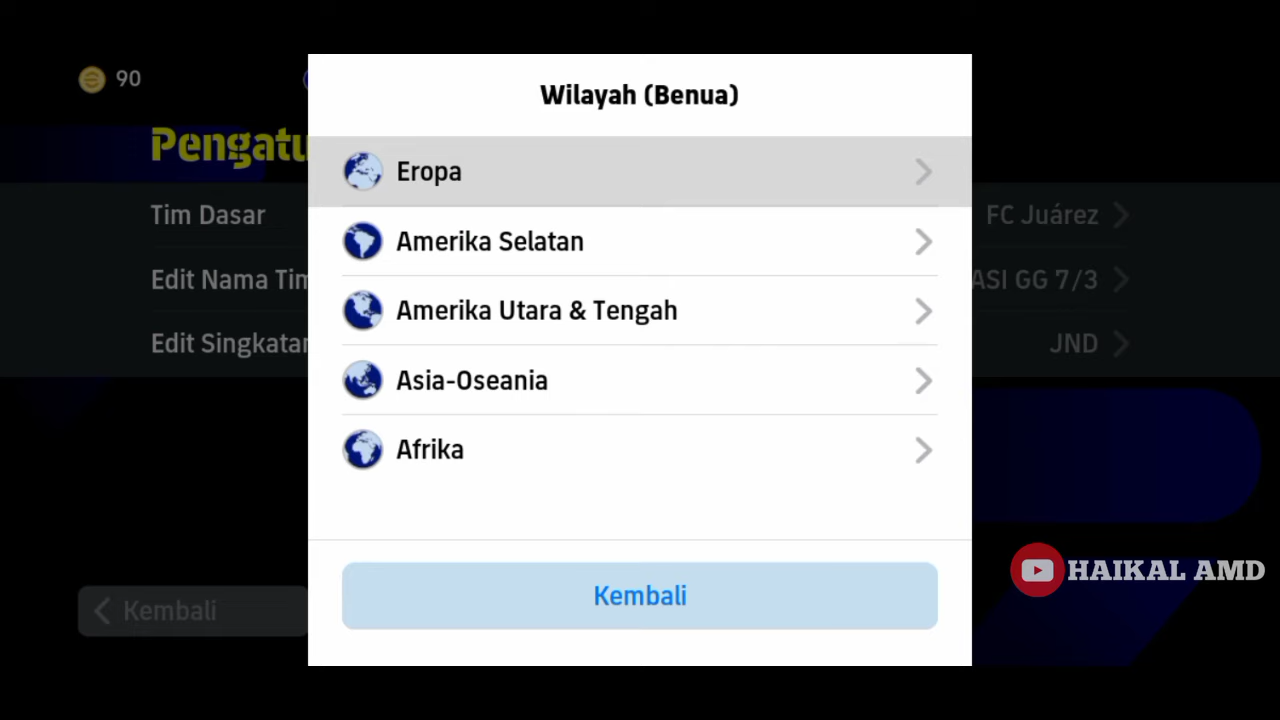 90
Wilayah (Benua)
Pengatu
Eropa
Tim Dasar
FC Juárez
Amerika Selatan
Edit Nama Tim
ASI GG 7/3
Amerika Utara & Tengah
Edit Singkatan
JND
Asia-Oseania
Afrika
HAIKAL AMD
Kembali
Kembali